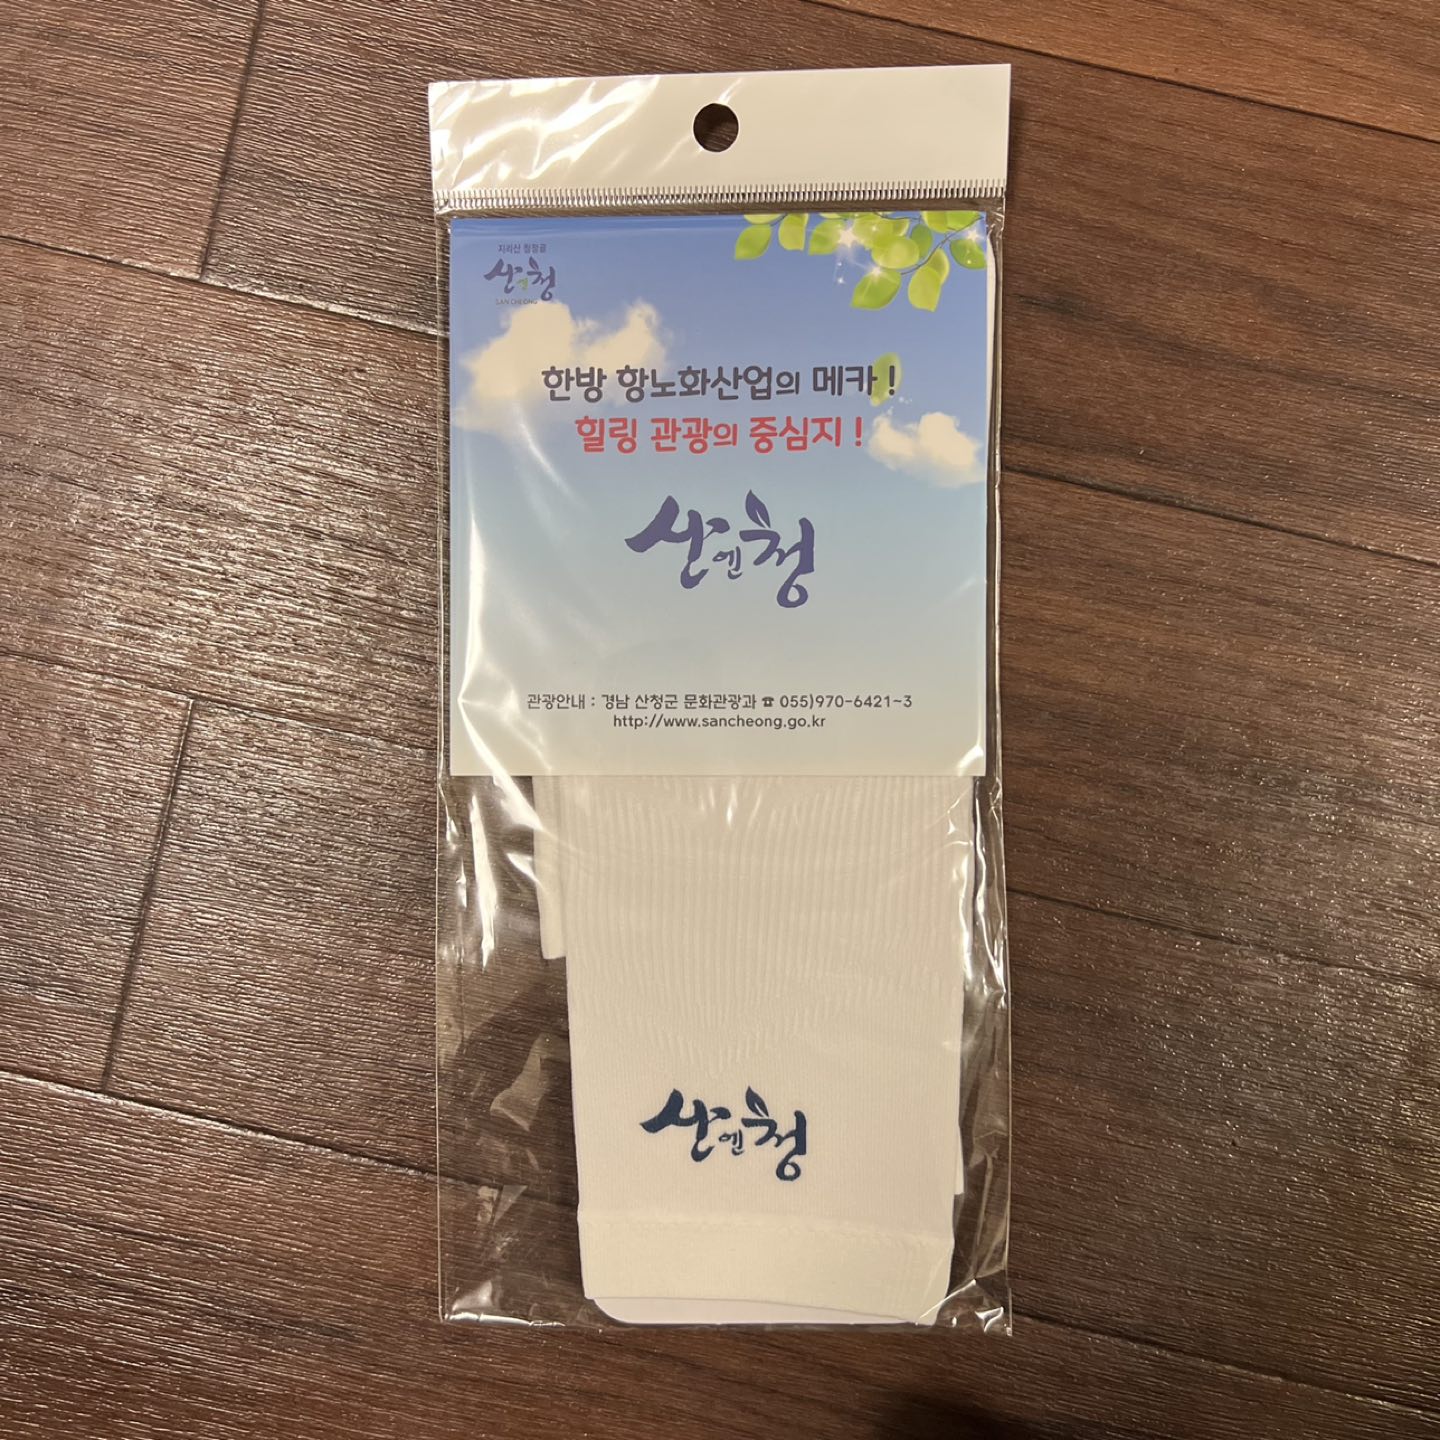 지리산 청정골
산엔청
SAN CHEONG
한방 항노화산업의 메카 !
힐링 관광의 중심지 !
산엔청
관광안내 : 경남 산청군 문화관광과 ☎ 055)970-6421~3
http://www.sancheong.go.kr
산엔청